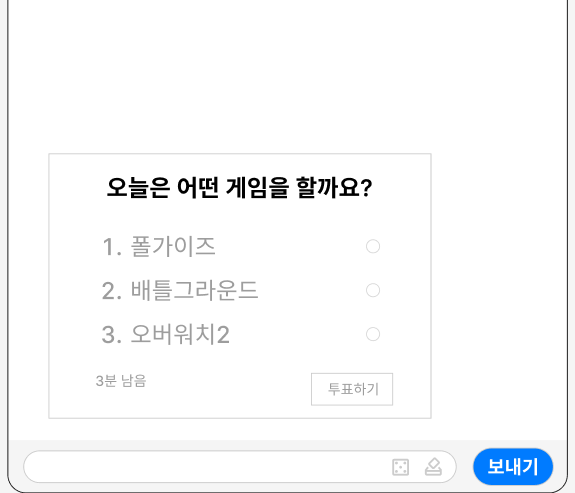 오늘은 어떤 게임을 할까요?
1. 폴가이즈
2. 배틀그라운드
3. 오버워치2
3분 남음
투표하기
보내기